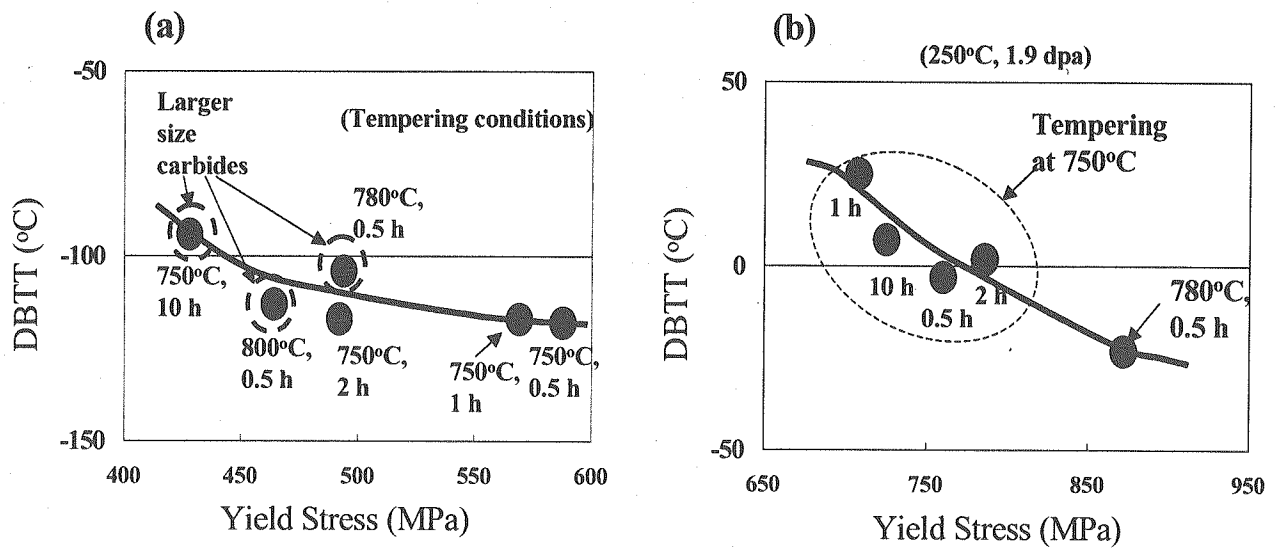 (a)
-50
-100
-150
DBTT (°C)
Larger
size
carbides
(Tempering conditions)
780°C,
0.5 h
750°C,
10 h
800°C,
0.5 h
750°C,
2 h
750°C,
1 h
750°C,
0.5 h
400
450
500
550
600
Yield Stress (MPa)
(b)
(250°C, 1.9 dpa)
50
0
-50
DBTT (°C)
Tempering
at 750°C
1 h
10 h
0.5 h
2 h
780°C,
0.5 h
650
750
850
950
Yield Stress (MPa)